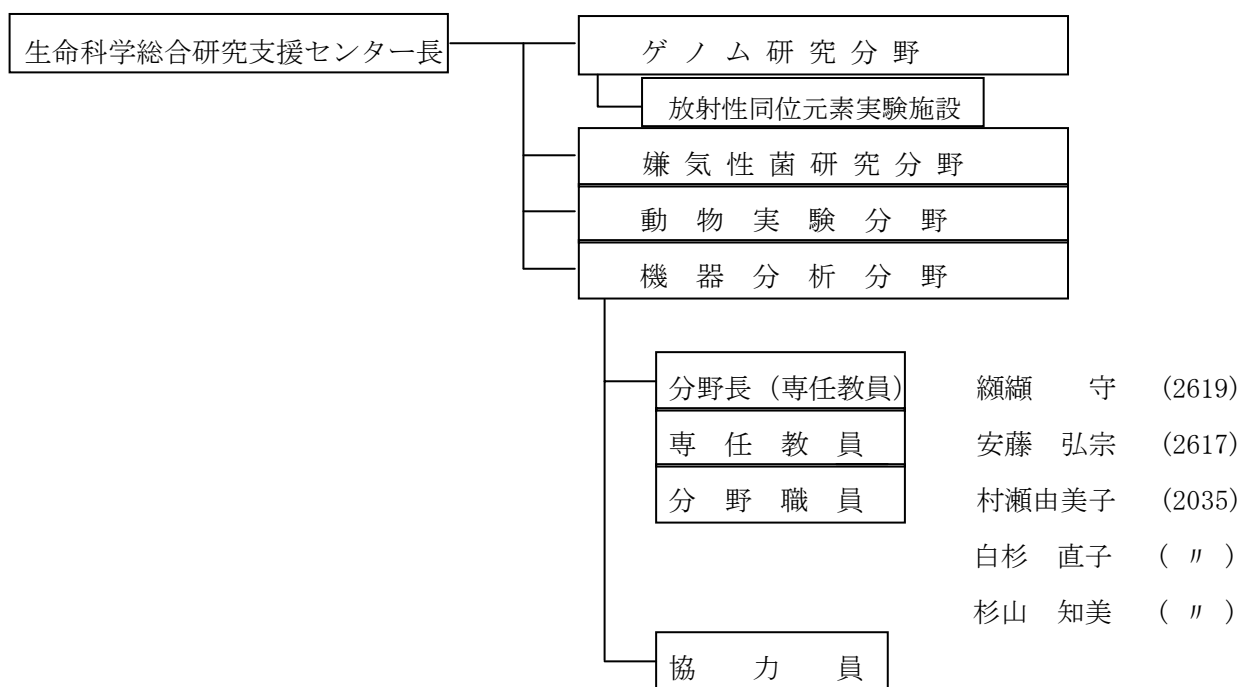 生命科学総合研究支援センター長
ゲノム研究分野
放射性同位元素実験施設
嫌気性菌研究分野
動物実験分野
機器分析分野
分野長（専任教員） 纐纈　守 (2619)
専任教員 安藤　弘宗 (2617)
分野職員 村瀬由美子 (2035)
白杉　直子 ( 〃 )
杉山　知美 ( 〃 )
協力員